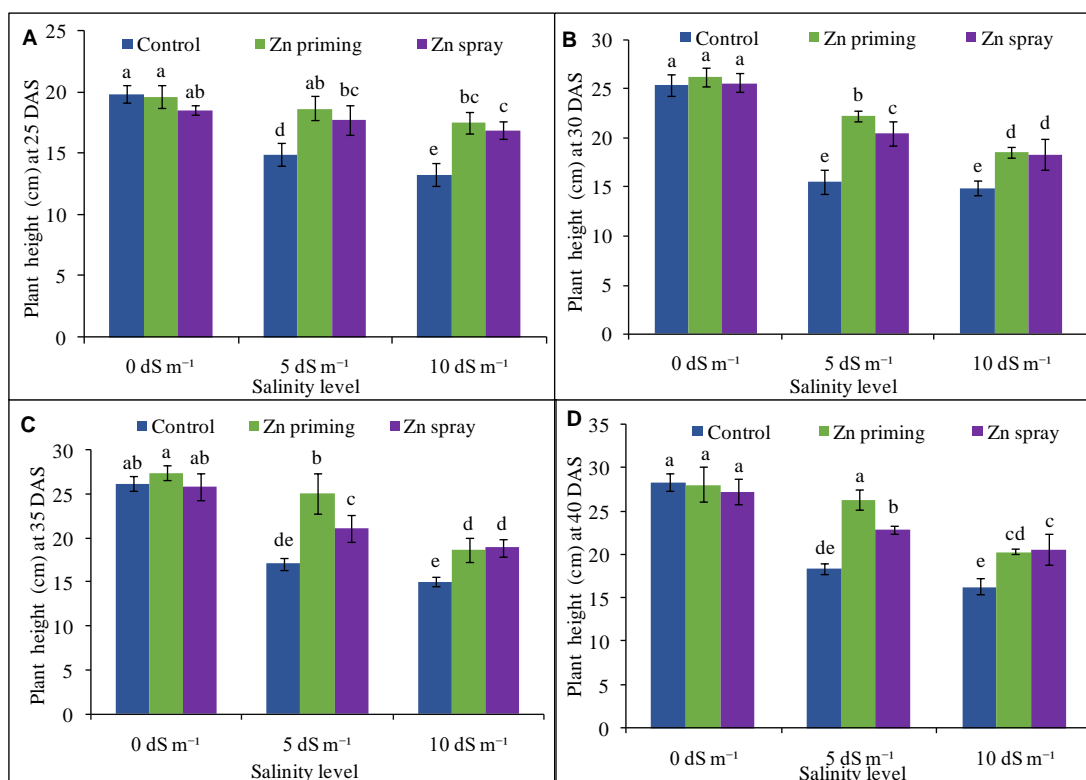 A
Control Zn priming Zn spray
Plant height (cm) at 25 DAS
25
20
15
10
5
0
a a ab
d ab bc
e bc c
0 dS m⁻¹ 5 dS m⁻¹ 10 dS m⁻¹
Salinity level
B
Control Zn priming Zn spray
Plant height (cm) at 30 DAS
30
25
20
15
10
5
0
a a a
e b c
e d d
0 dS m⁻¹ 5 dS m⁻¹ 10 dS m⁻¹
Salinity level
C
Control Zn priming Zn spray
Plant height (cm) at 35 DAS
30
25
20
15
10
5
0
ab a ab
de b c
e d d
0 dS m⁻¹ 5 dS m⁻¹ 10 dS m⁻¹
Salinity level
D
Control Zn priming Zn spray
Plant height (cm) at 40 DAS
35
30
25
20
15
10
5
0
a a a
de a b
e cd c
0 dS m⁻¹ 5 dS m⁻¹ 10 dS m⁻¹
Salinity level